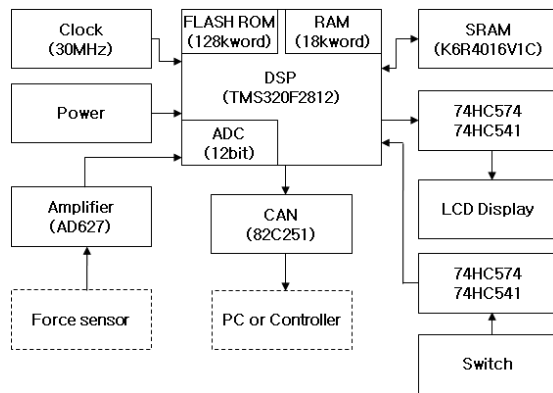 Clock
(30MHz)
FLASH ROM
(128kword)
RAM
(18kword)
SRAM
(K6R4016V1C)
DSP
(TMS320F2812)
Power
74HC574
74HC541
ADC
(12bit)
Amplifier
(AD627)
CAN
(82C251)
LCD Display
74HC574
74HC541
Force sensor
PC or Controller
Switch